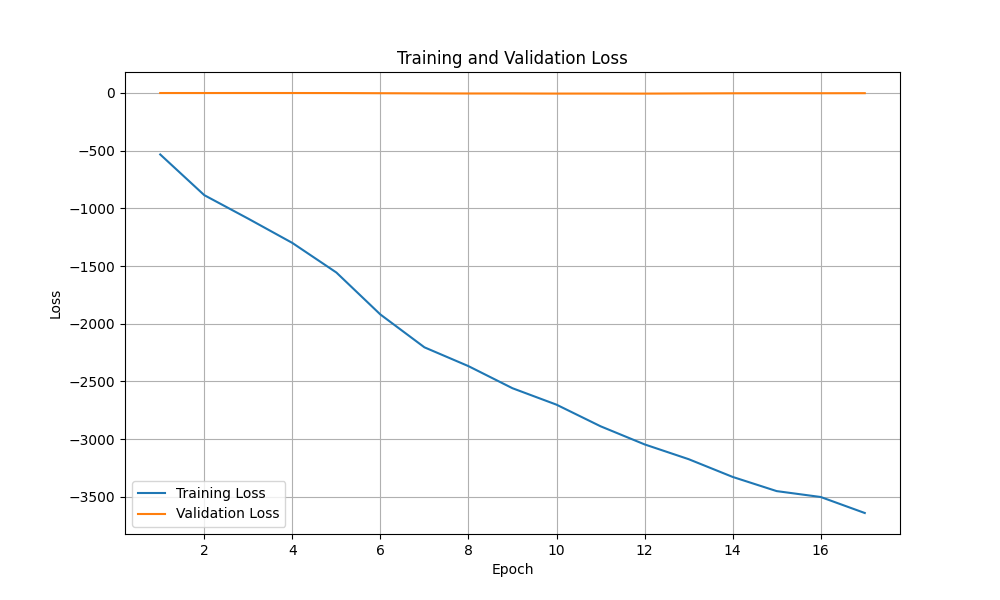 Training and Validation Loss
0
−500
−1000
−1500
−2000
−2500
−3000
−3500
Loss
Training Loss
Validation Loss
2 4 6 8 10 12 14 16
Epoch